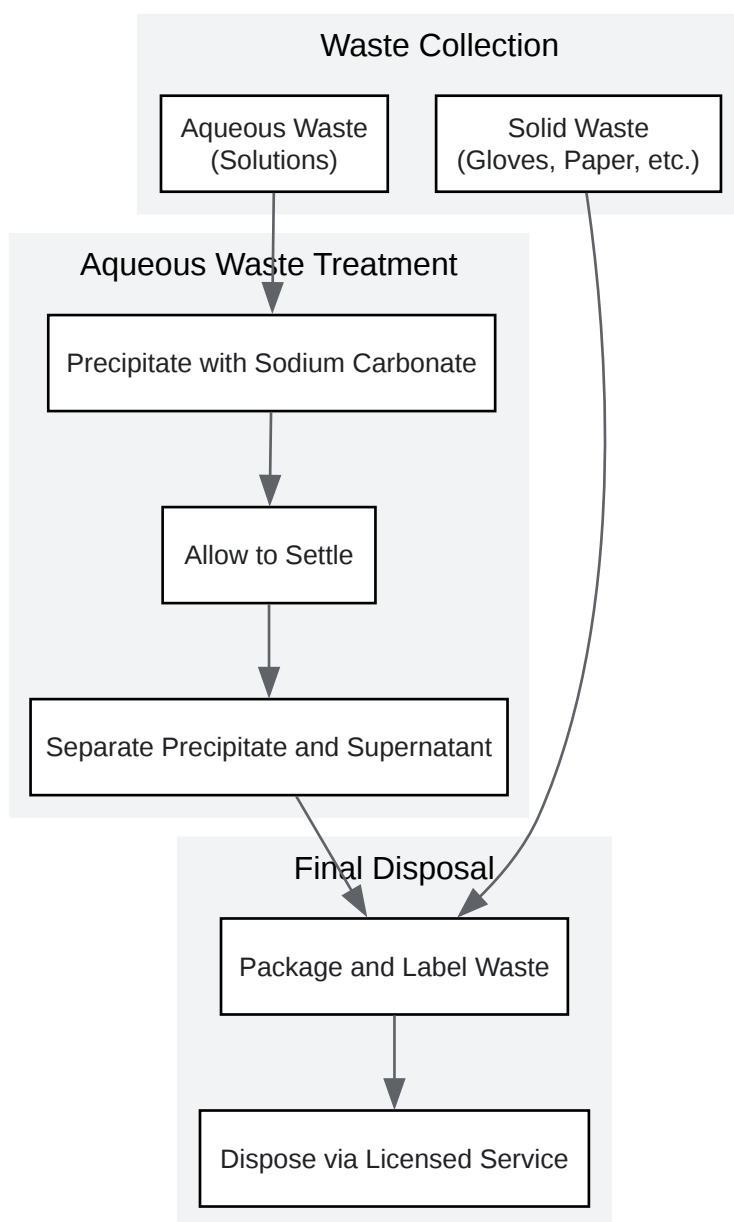 Waste Collection
Aqueous Waste
(Solutions)
Solid Waste
(Gloves, Paper, etc.)
Aqueous Waste Treatment
Precipitate with Sodium Carbonate
Allow to Settle
Separate Precipitate and Supernatant
Final Disposal
Package and Label Waste
Dispose via Licensed Service